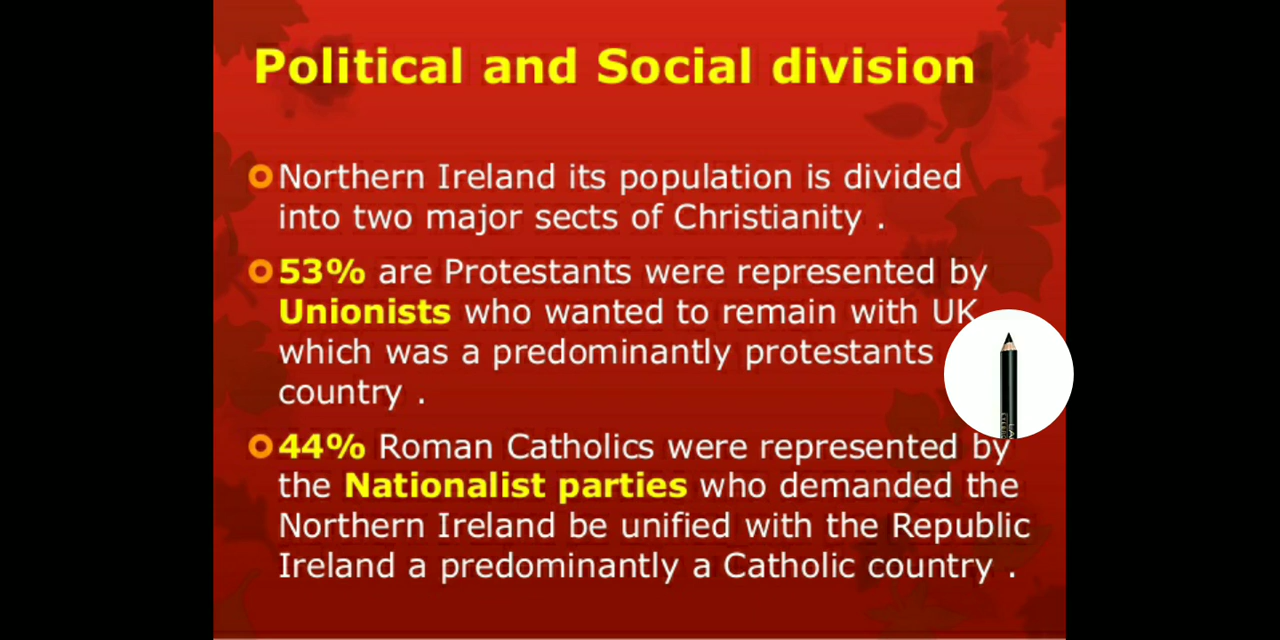 Political and Social division
Northern Ireland its population is divided
into two major sects of Christianity .
53% are Protestants were represented by
Unionists who wanted to remain with UK
which was a predominantly protestants
country .
44% Roman Catholics were represented by
the Nationalist parties who demanded the
Northern Ireland be unified with the Republic
Ireland a predominantly a Catholic country .